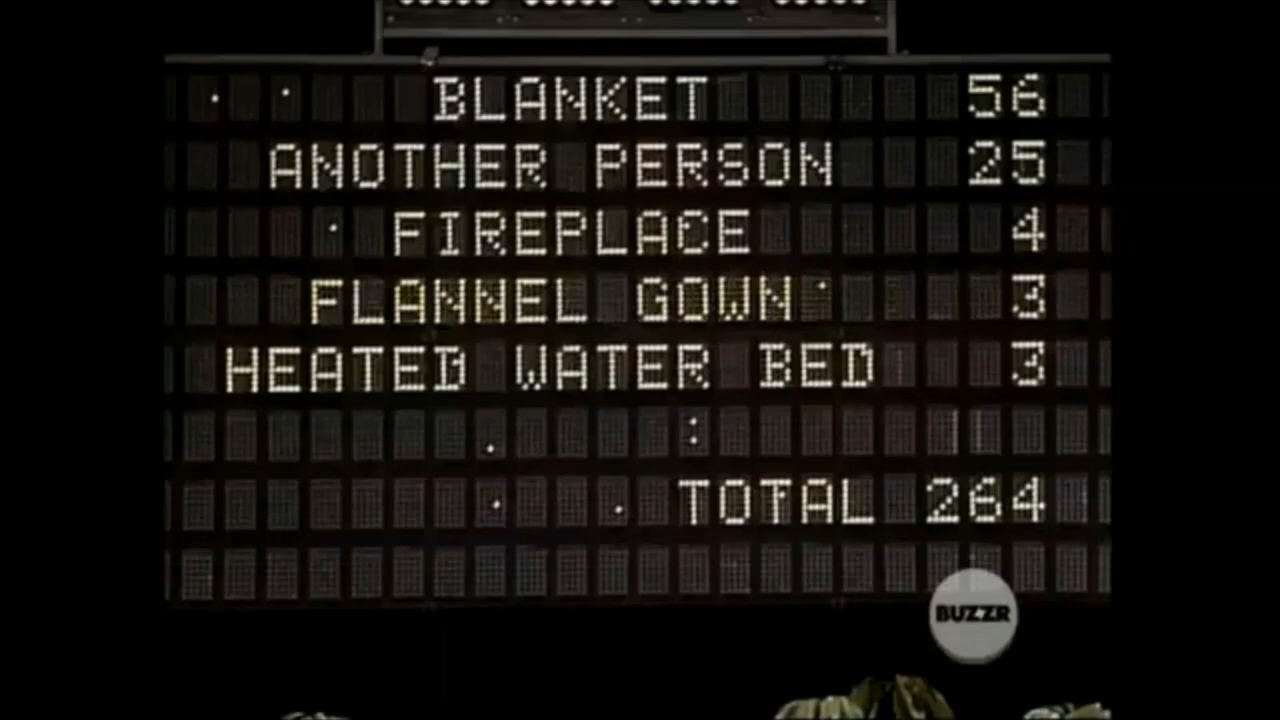 BLANKET 56
ANOTHER PERSON 25
FIREPLACE 4
FLANNEL GOWN 3
HEATED WATER BED 3
TOTAL 264
BUZZR